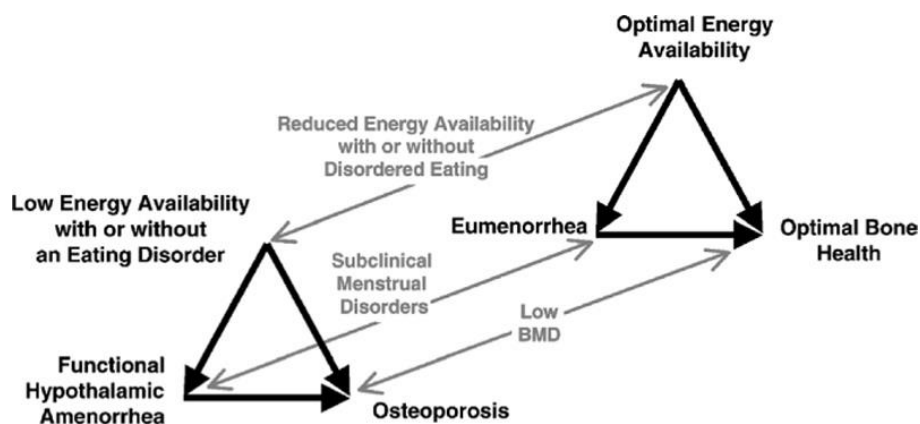 Optimal Energy
Availability
Reduced Energy Availability
with or without
Disordered Eating
Low Energy Availability
with or without
an Eating Disorder
Eumenorrhea
Optimal Bone
Health
Subclinical
Menstrual
Disorders
Low
BMD
Functional
Hypothalamic
Amenorrhea
Osteoporosis